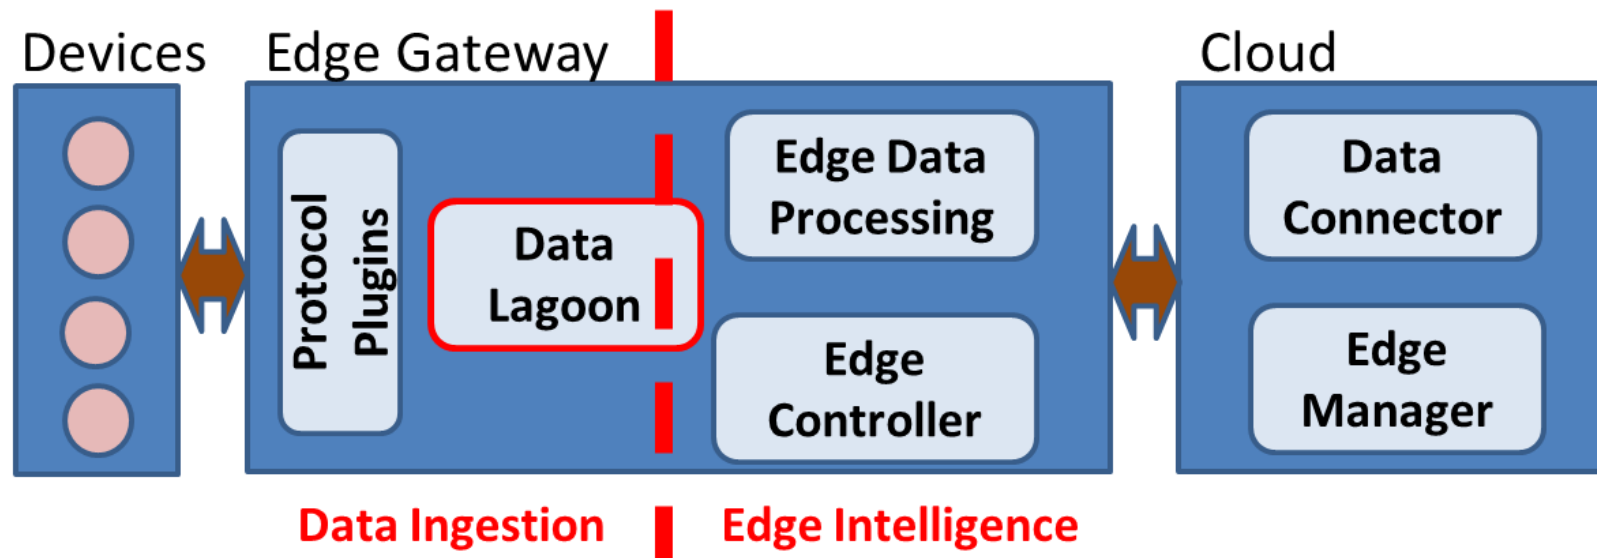 Devices
Edge Gateway
Cloud
Protocol
Plugins
Data
Lagoon
Edge Data
Processing
Edge
Controller
Data
Connector
Edge
Manager
Data Ingestion
Edge Intelligence